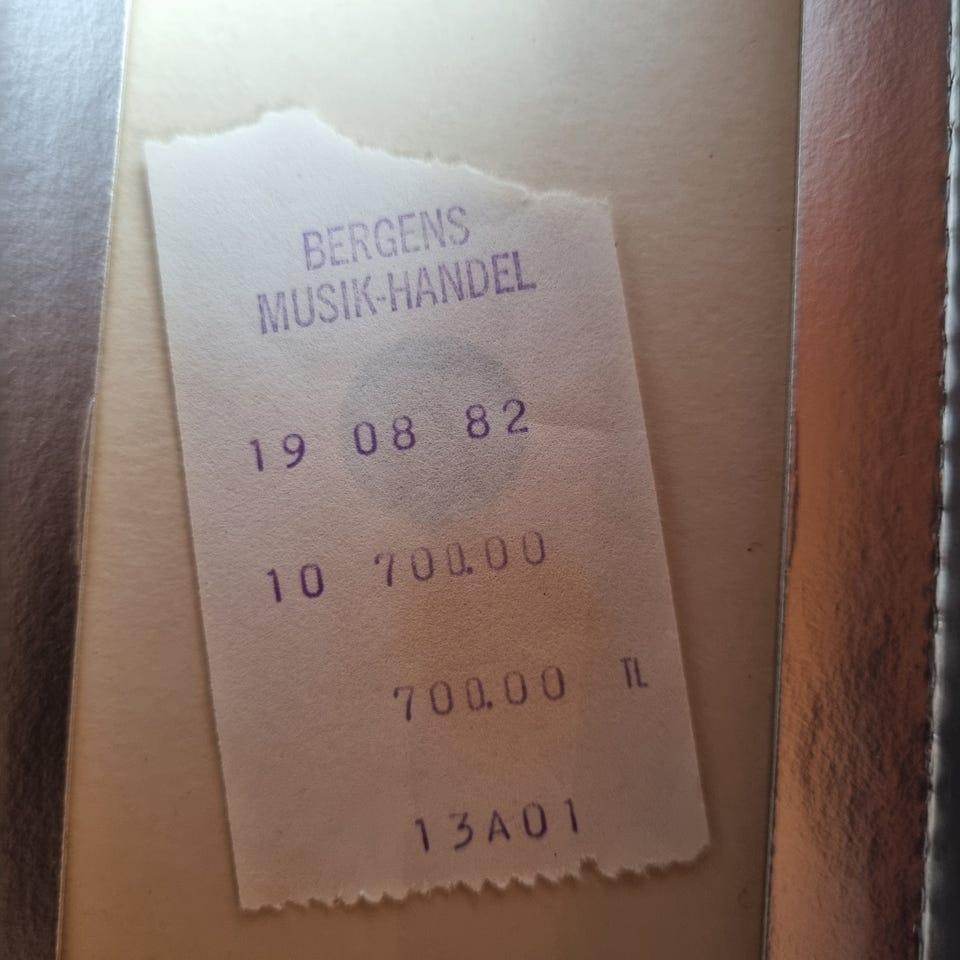 BERGENS
MUSIK-HANDEL
19 08 82
10 700.00
700.00 TL
13A01